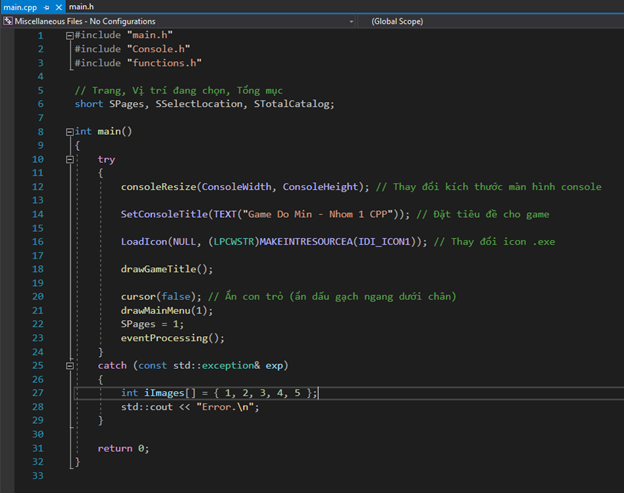 main.cpp main.h
Miscellaneous Files - No Configurations (Global Scope)
1 #include "main.h"
2 #include "Console.h"
3 #include "functions.h"
4
5 // Trang, Vị trí đang chọn, Tổng mục
6 short SPages, SSelectLocation, STotalCatalog;
7
8 int main()
9 {
10 try
11 {
12 consoleResize(ConsoleWidth, ConsoleHeight); // Thay đổi kích thước màn hình console
13
14 SetConsoleTitle(TEXT("Game Do Min - Nhom 1 CPP")); // Đặt tiêu đề cho game
15
16 LoadIcon(NULL, (LPCWSTR)MAKEINTRESOURCEA(IDI_ICON1)); // Thay đổi icon .exe
17
18 drawGameTitle();
19
20 cursor(false); // Ẩn con trỏ (ẩn dấu gạch ngang dưới chân)
21 drawMainMenu(1);
22 SPages = 1;
23 eventProcessing();
24 }
25 catch (const std::exception& exp)
26 {
27 int iImages[] = { 1, 2, 3, 4, 5 };
28 std::cout << "Error.\n";
29 }
30
31 return 0;
32 }
33